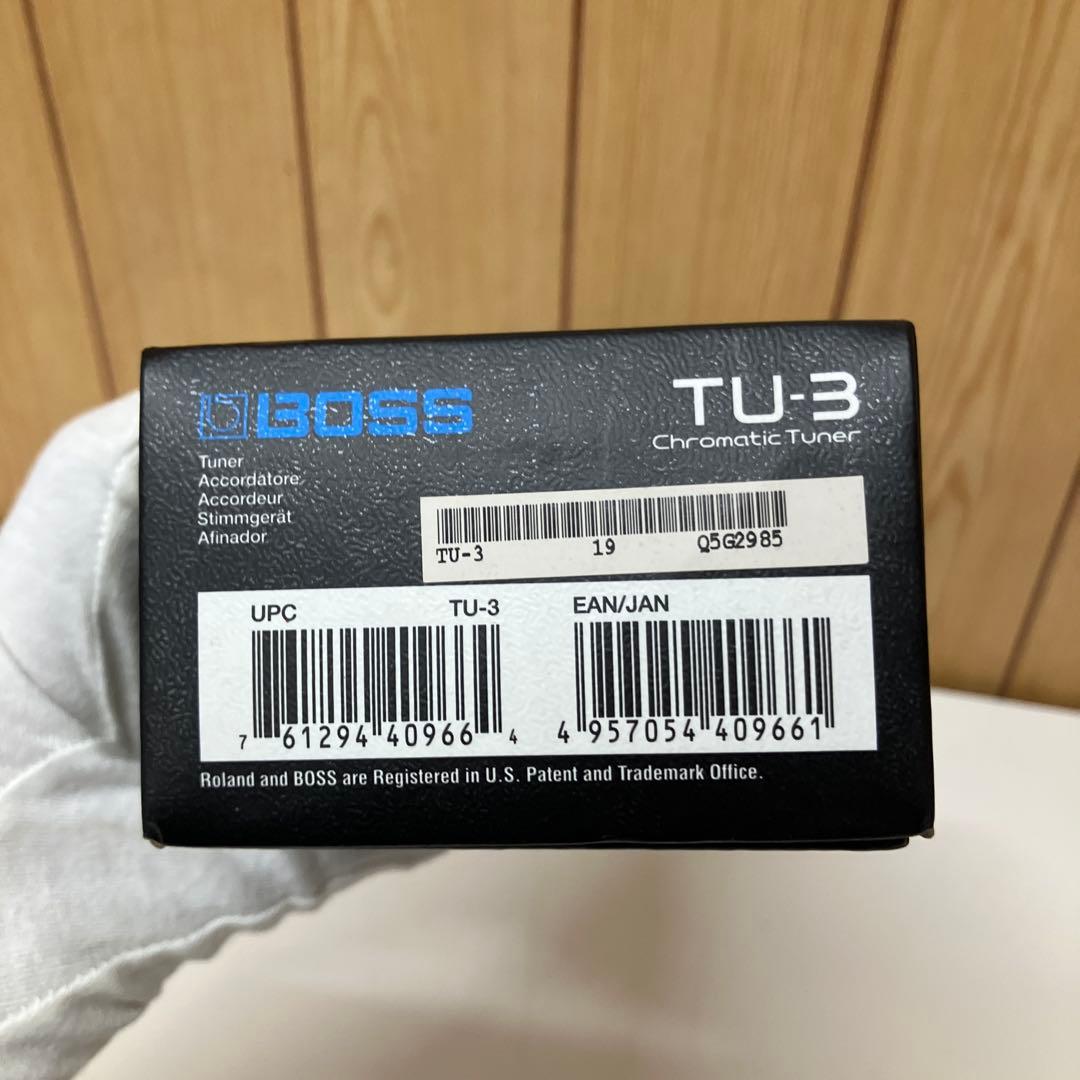 BOSS
TU-3
Chromatic Tuner
Tuner
Accordatore
Accordeur
Stimmgerät
Afinador
TU-3 19 Q5G2985
UPC TU-3
7 61294 40966 4
EAN/JAN
4 957054 409661
Roland and BOSS are Registered in U.S. Patent and Trademark Office.